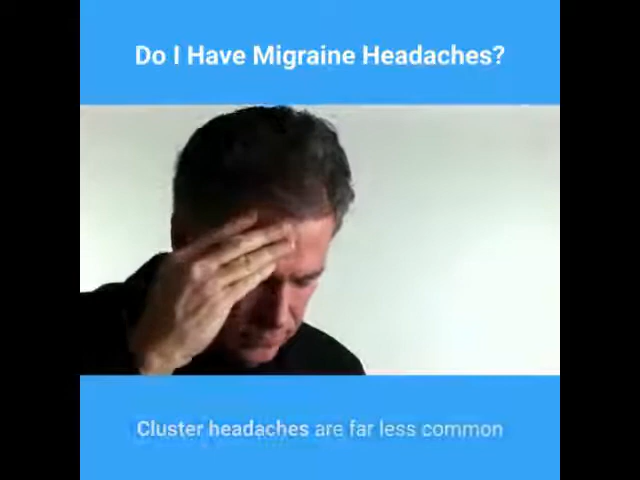 Do I Have Migraine Headaches?
Cluster headaches are far less common